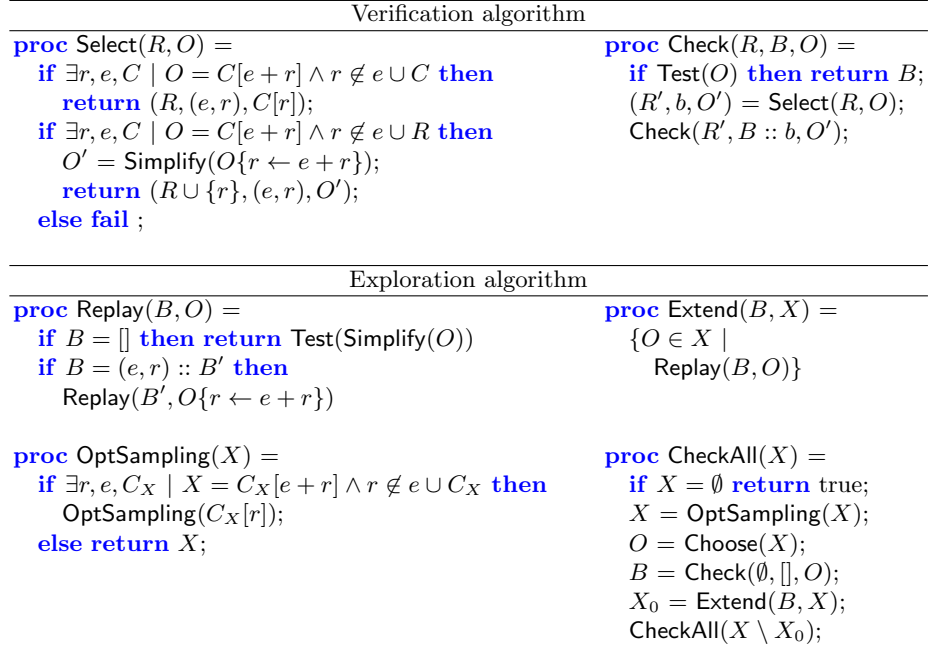 Verification algorithm
proc Select(R, O) =
if ∃r, e, C | O = C[e + r] ∧ r ∉ e ∪ C then
return (R, (e, r), C[r]);
if ∃r, e, C | O = C[e + r] ∧ r ∉ e ∪ R then
O′ = Simplify(O{r ← e + r});
return (R ∪ {r}, (e, r), O′);
else fail ;
proc Check(R, B, O) =
if Test(O) then return B;
(R′, b, O′) = Select(R, O);
Check(R′, B :: b, O′);
Exploration algorithm
proc Replay(B, O) =
if B = [] then return Test(Simplify(O))
if B = (e, r) :: B′ then
Replay(B′, O{r ← e + r})
proc Extend(B, X) =
{O ∈ X |
Replay(B, O)}
proc OptSampling(X) =
if ∃r, e, C_X | X = C_X[e + r] ∧ r ∉ e ∪ C_X then
OptSampling(C_X[r]);
else return X;
proc CheckAll(X) =
if X = ∅ return true;
X = OptSampling(X);
O = Choose(X);
B = Check(∅, [], O);
X₀ = Extend(B, X);
CheckAll(X \ X₀);